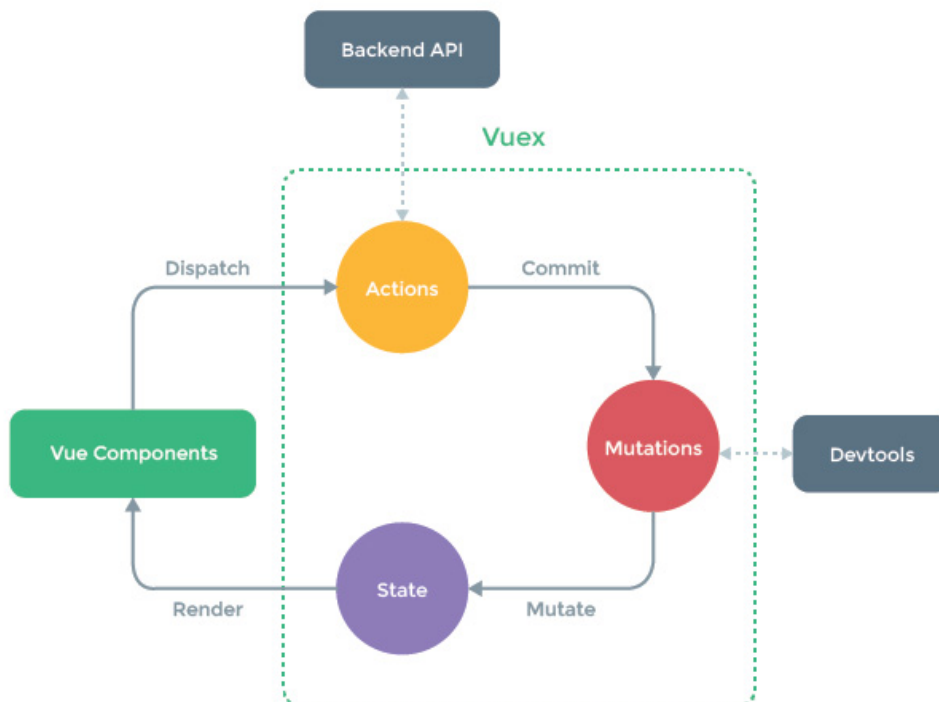 Backend API
Vuex
Dispatch
Actions
Commit
Vue Components
Mutations
Devtools
State
Render
Mutate